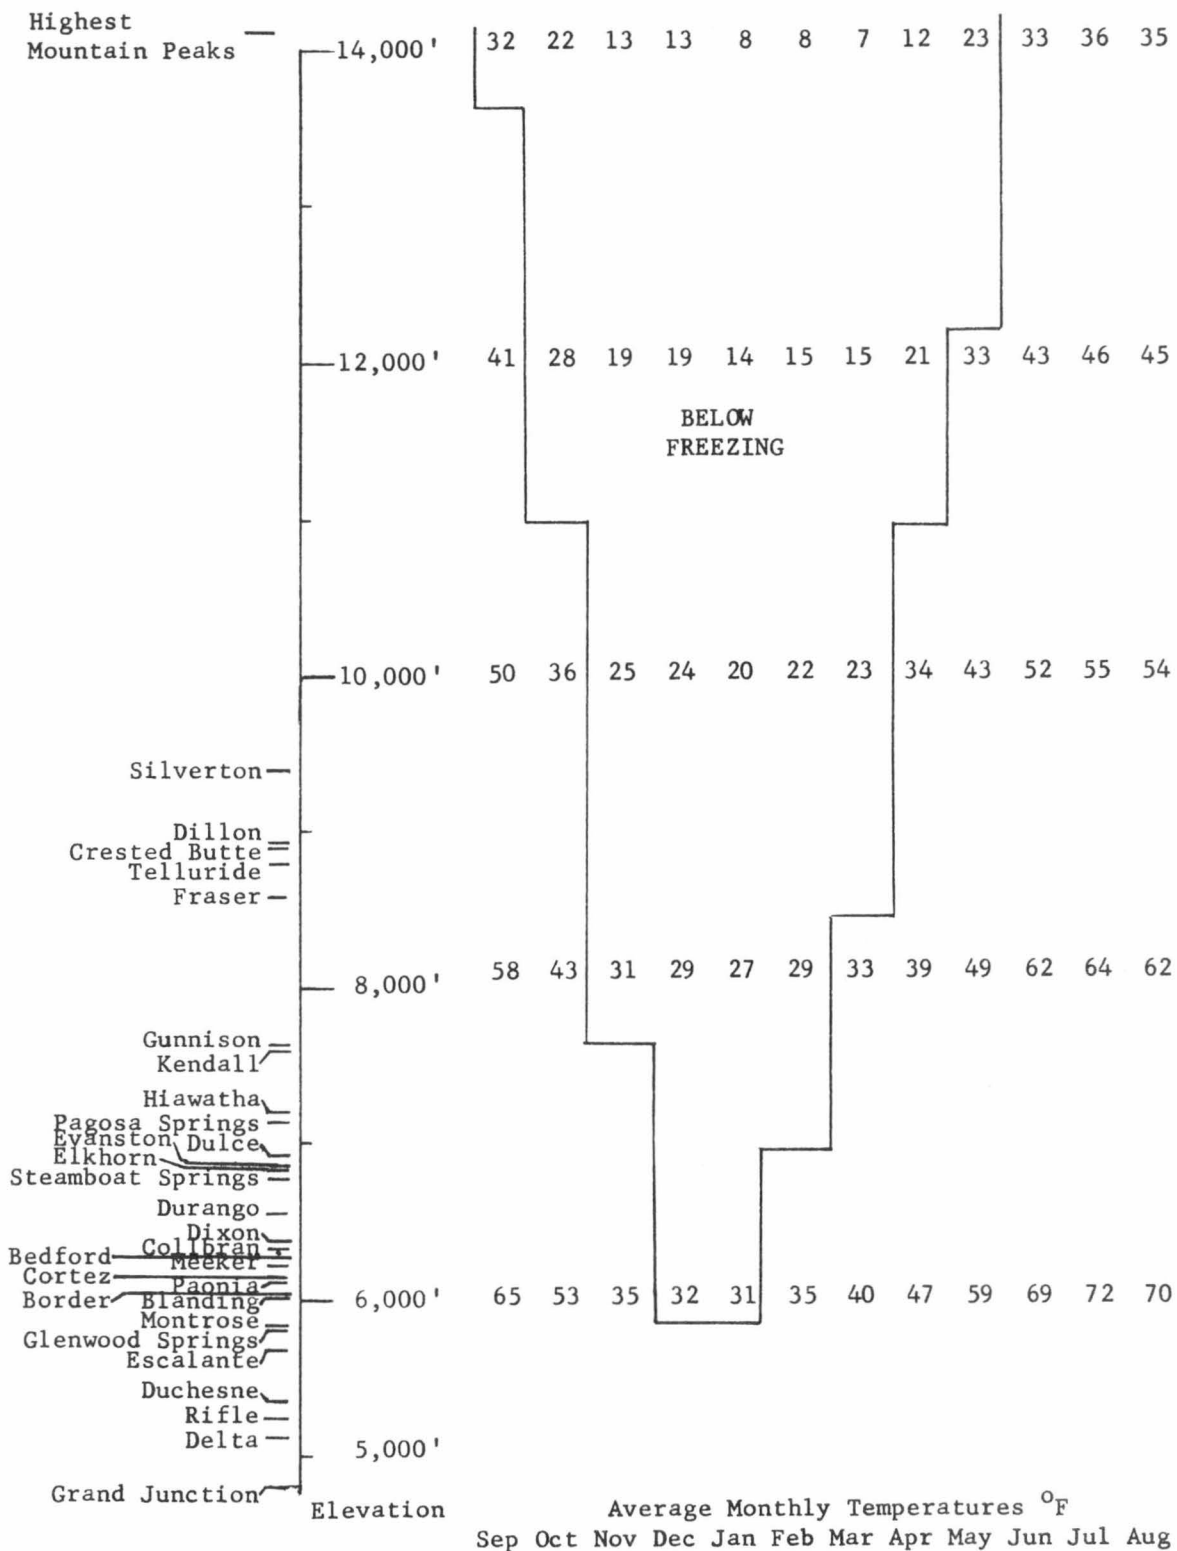 Highest
Mountain Peaks
14,000' 32 22 13 13 8 8 7 12 23 33 36 35
12,000' 41 28 19 19 14 15 15 21 33 43 46 45
BELOW
FREEZING
10,000' 50 36 25 24 20 22 23 34 43 52 55 54
Silverton
Dillon
Crested Butte
Telluride
Fraser
8,000' 58 43 31 29 27 29 33 39 49 62 64 62
Gunnison
Kendall
Hiawatha
Pagosa Springs
Evanston Dulce
Elkhorn
Steamboat Springs
Durango
Dixon
Collbran
Bedford Meeker
Cortez
Paonia
Border Blanding
6,000' 65 53 35 32 31 35 40 47 59 69 72 70
Montrose
Glenwood Springs
Escalante
Duchesne
Rifle
Delta
5,000'
Grand Junction
Elevation Average Monthly Temperatures °F
Sep Oct Nov Dec Jan Feb Mar Apr May Jun Jul Aug